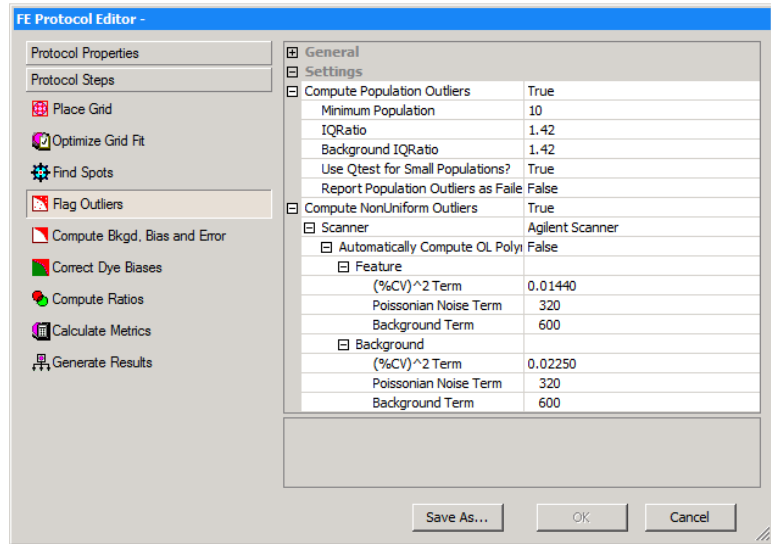 FE Protocol Editor -
Protocol Properties
Protocol Steps
Place Grid
Optimize Grid Fit
Find Spots
Flag Outliers
Compute Bkgd, Bias and Error
Correct Dye Biases
Compute Ratios
Calculate Metrics
Generate Results
General
Settings
Compute Population Outliers True
Minimum Population 10
IQRatio 1.42
Background IQRatio 1.42
Use Qtest for Small Populations? True
Report Population Outliers as Faile False
Compute NonUniform Outliers True
Scanner Agilent Scanner
Automatically Compute OL Polyn False
Feature
(%CV)^2 Term 0.01440
Poissonian Noise Term 320
Background Term 600
Background
(%CV)^2 Term 0.02250
Poissonian Noise Term 320
Background Term 600
Save As...
OK
Cancel